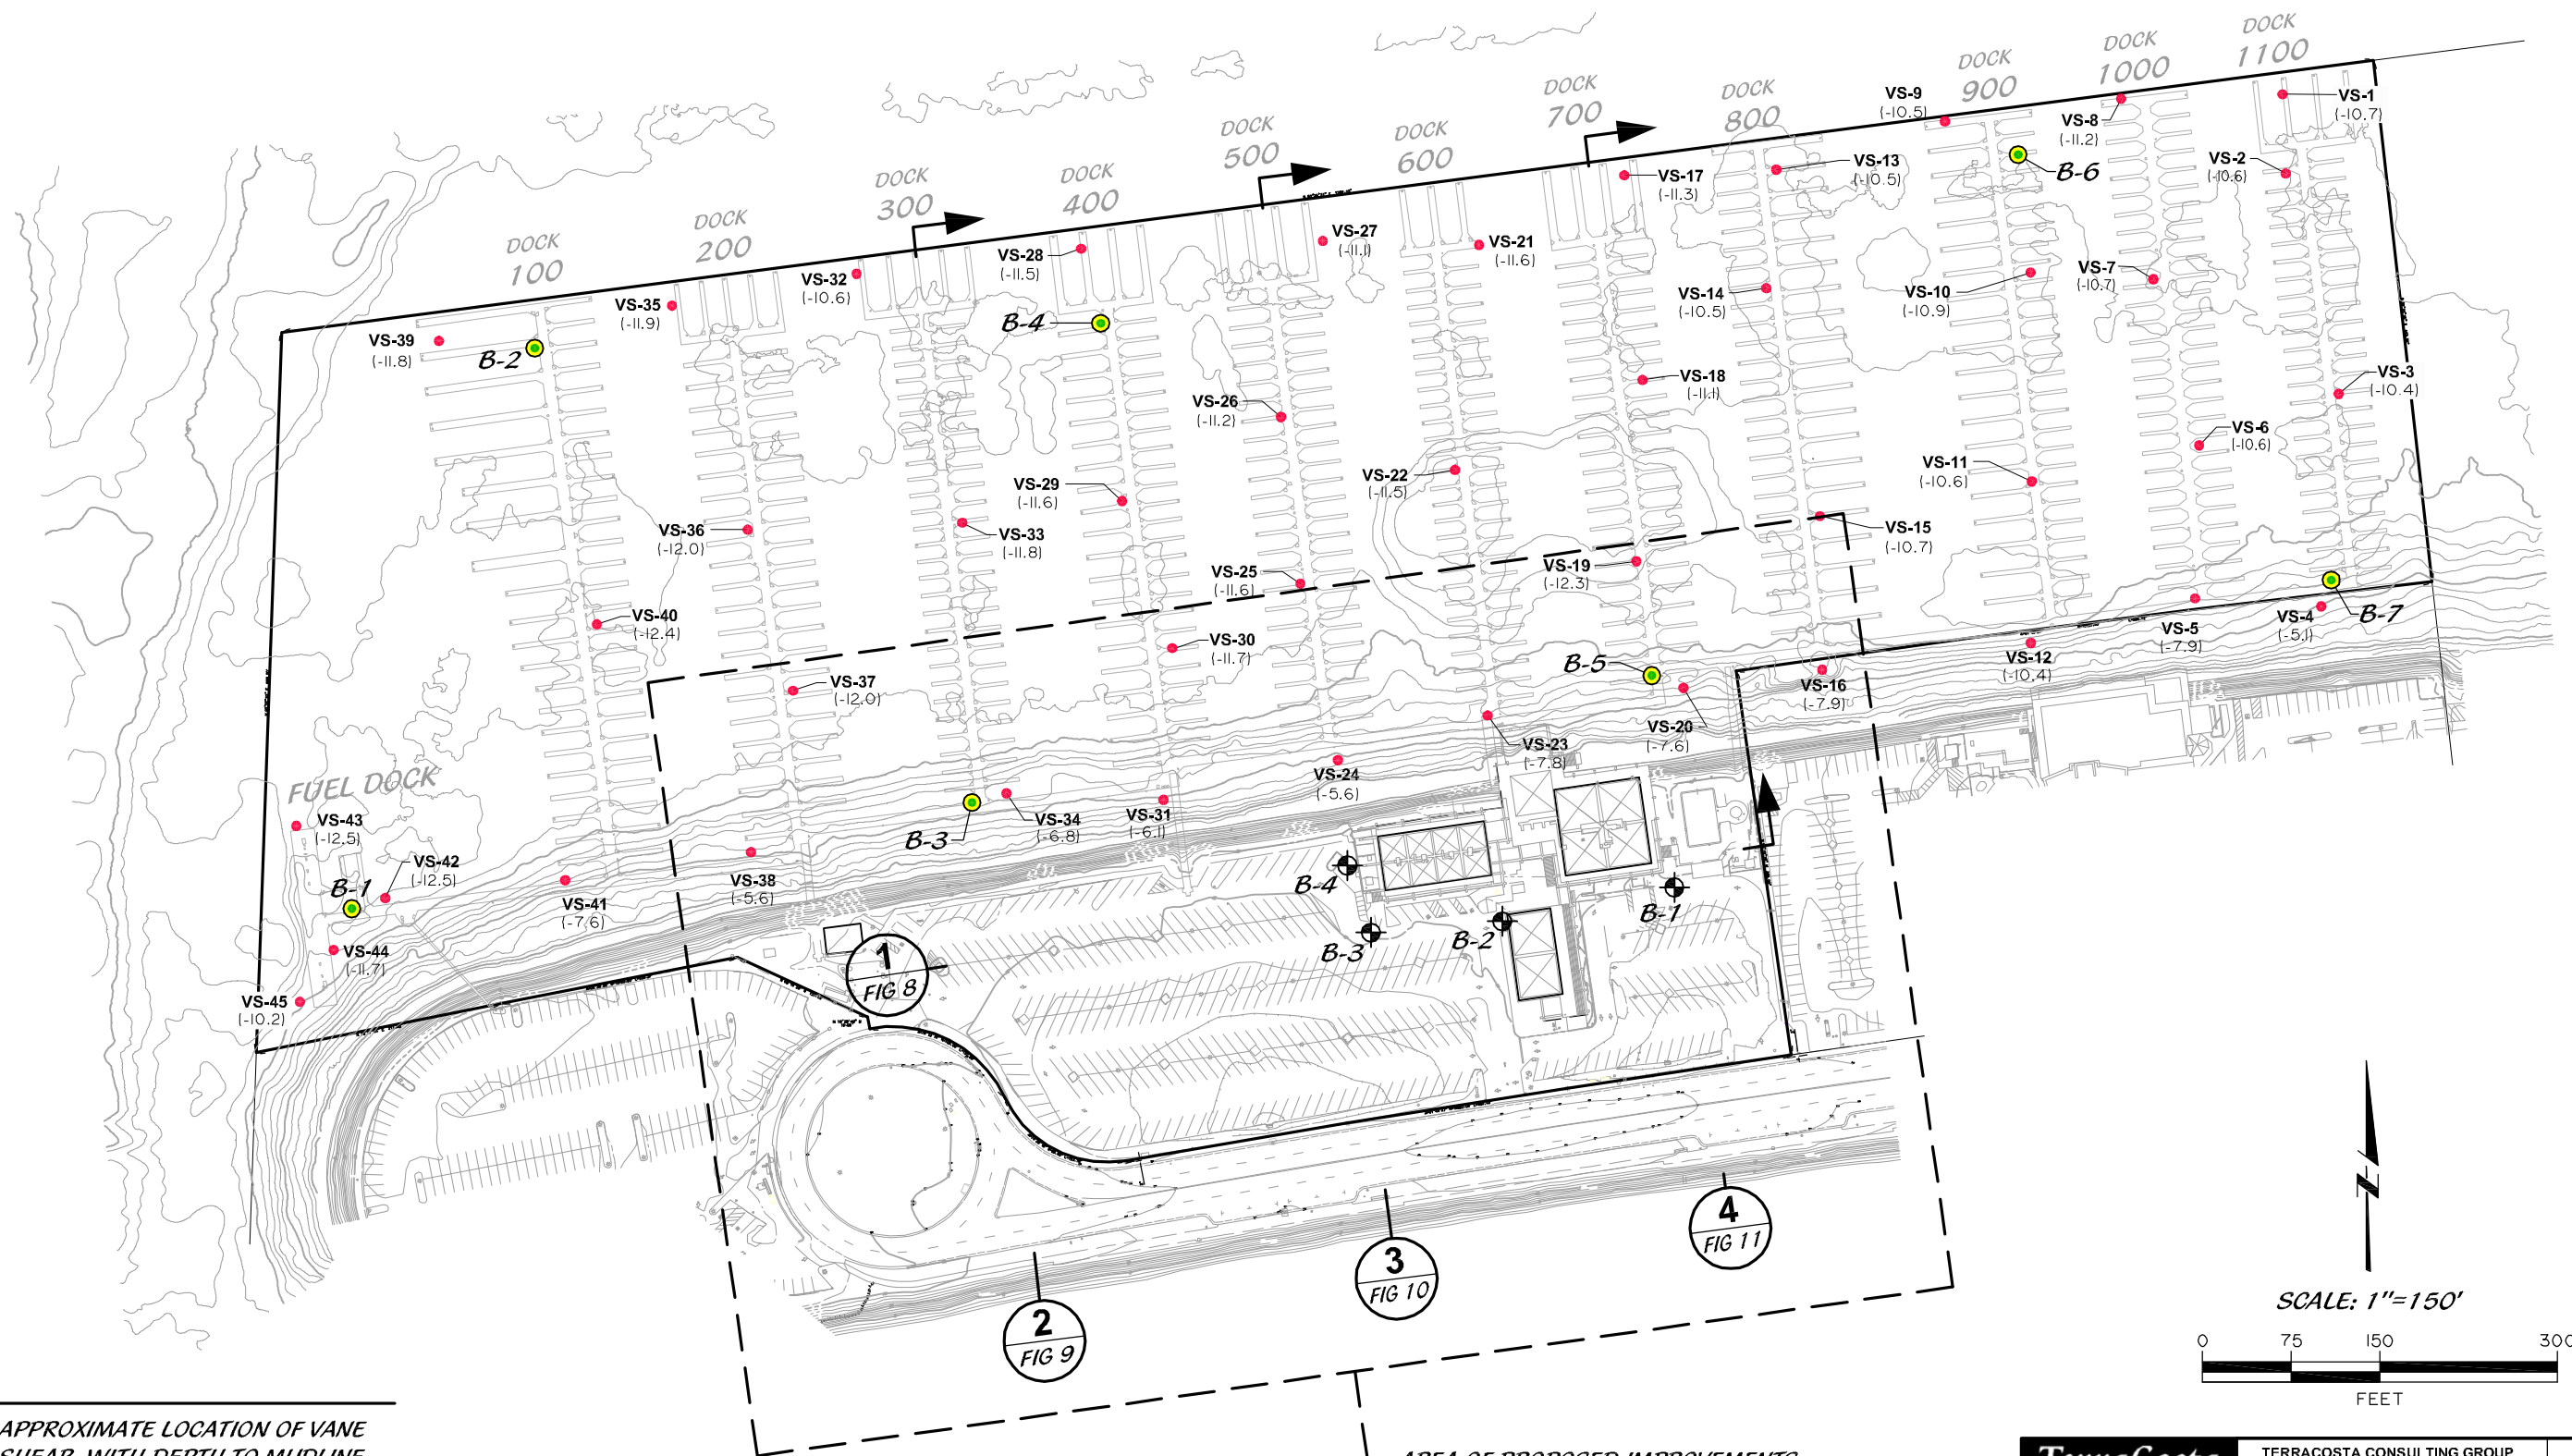 DOCK
1100
DOCK
1000
DOCK
900
DOCK
800
DOCK
700
DOCK
600
DOCK
500
DOCK
400
DOCK
300
DOCK
200
DOCK
100
VS-9
(-10.5)
VS-8
(-11.2)
VS-1
(-10.7)
VS-2
(-10.6)
B-6
VS-13
(-10.5)
VS-17
(-11.3)
VS-27
(-11.1)
VS-21
(-11.6)
VS-28
(-11.5)
VS-32
(-10.6)
VS-35
(-11.9)
VS-39
(-11.8)
B-2
B-4
VS-14
(-10.5)
VS-10
(-10.9)
VS-7
(-10.7)
VS-18
(-11.1)
VS-3
(-10.4)
VS-26
(-11.2)
VS-6
(-10.6)
VS-22
(-11.5)
VS-11
(-10.6)
VS-29
(-11.6)
VS-36
(-12.0)
VS-33
(-11.8)
VS-15
(-10.7)
VS-25
(-11.6)
VS-19
(-12.3)
VS-40
(-12.4)
VS-30
(-11.7)
B-5
VS-4
(-5.1)
B-7
VS-5
(-7.9)
VS-12
(-10.4)
VS-16
(-7.9)
VS-37
(-12.0)
VS-20
(-7.6)
VS-23
(-7.8)
VS-24
(-5.6)
FUEL DOCK
VS-43
(-12.5)
VS-34
(-6.8)
VS-31
(-6.1)
B-3
VS-42
(-12.5)
B-1
VS-38
(-5.6)
VS-41
(-7.6)
B-4
B-1
B-2
B-3
VS-44
(-11.7)
VS-45
(-10.2)
1
FIG 8
4
FIG 11
3
FIG 10
2
FIG 9
SCALE: 1"=150'
0 75 150 300
FEET
APPROXIMATE LOCATION OF VANE
SHEAR, WITH DEPTH TO MUDLINE
AREA OF PROPOSED IMPROVEMENTS
TerraCosta
TERRACOSTA CONSULTING GROUP